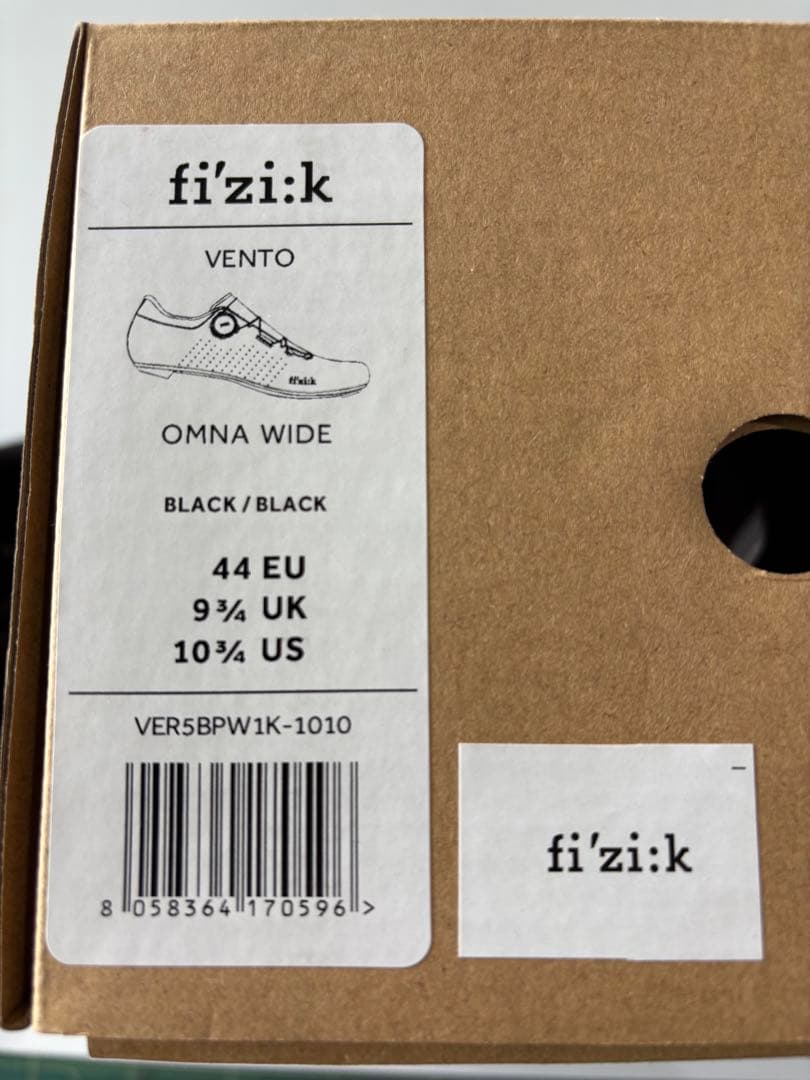 fi'zi:k
VENTO
fi'zi:k
OMNA WIDE
BLACK / BLACK
44 EU
9 ¾ UK
10 ¾ US
VER5BPW1K-1010
8 058364 170596 >
fi'zi:k